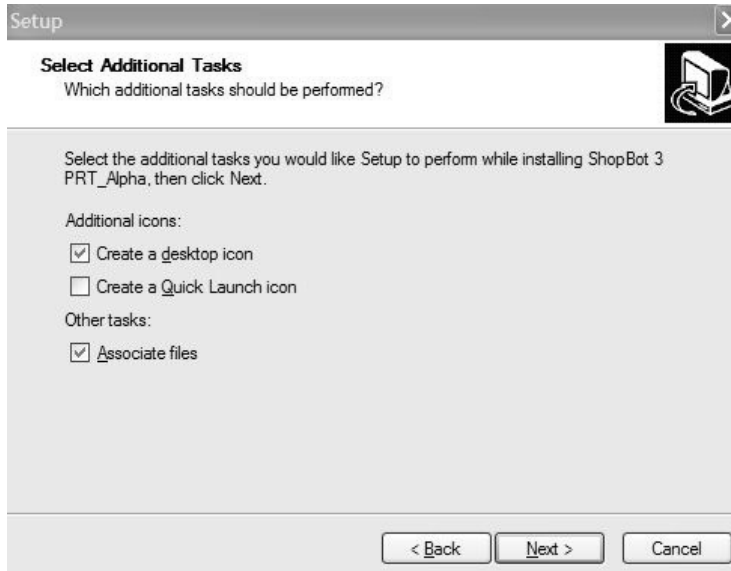 Setup
Select Additional Tasks
Which additional tasks should be performed?
Select the additional tasks you would like Setup to perform while installing ShopBot 3
PRT_Alpha, then click Next.
Additional icons:
Create a desktop icon
Create a Quick Launch icon
Other tasks:
Associate files
< Back Next > Cancel